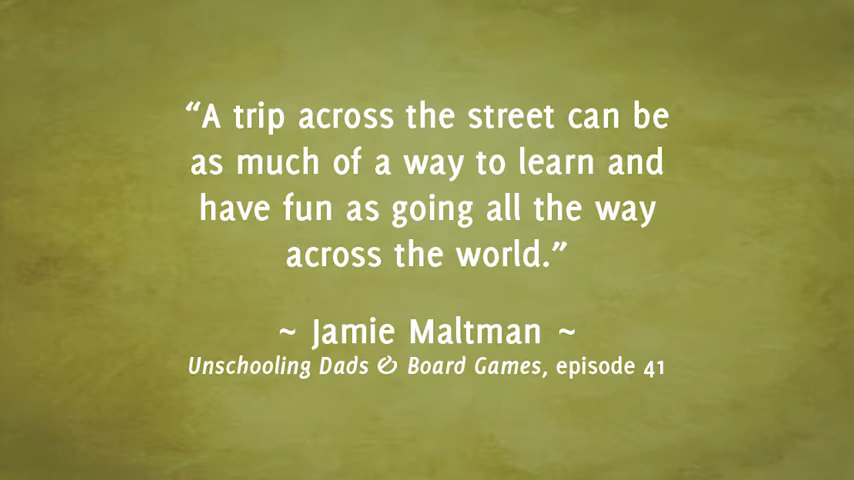 “A trip across the street can be
as much of a way to learn and
have fun as going all the way
across the world.”
~ Jamie Maltman ~
Unschooling Dads & Board Games, episode 41